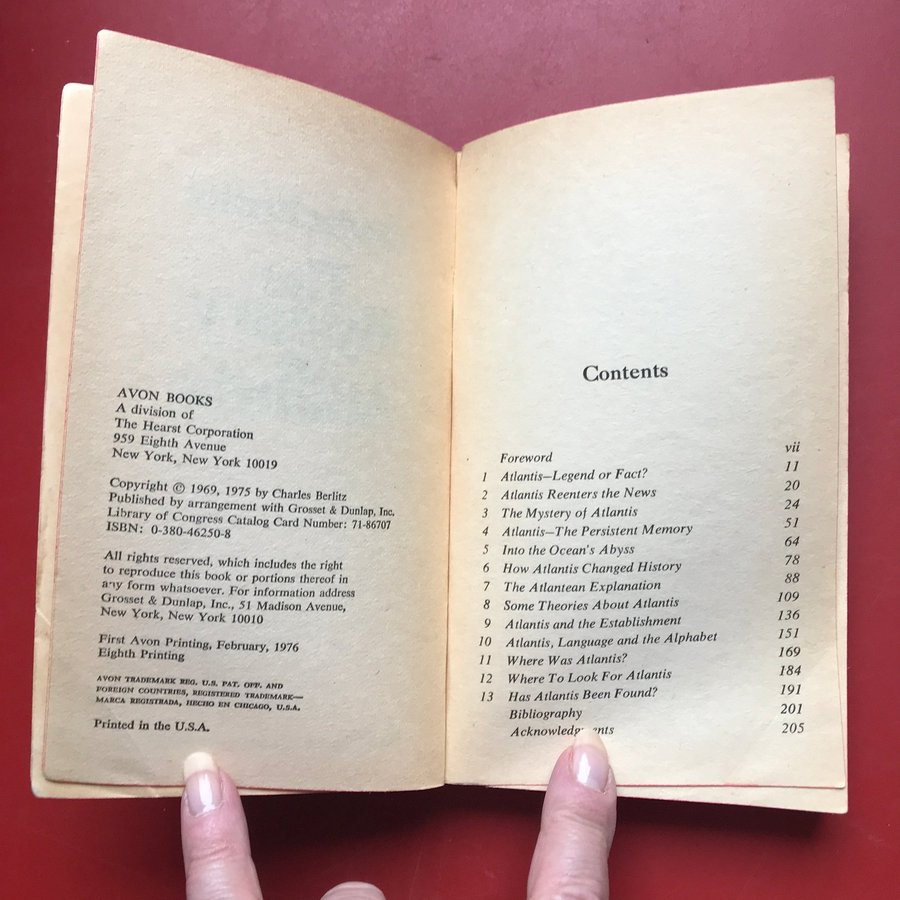 AVON BOOKS
A division of
The Hearst Corporation
959 Eighth Avenue
New York, New York 10019
Copyright © 1969, 1975 by Charles Berlitz
Published by arrangement with Grosset & Dunlap, Inc.
Library of Congress Catalog Card Number: 71-86707
ISBN: 0-380-46250-8
All rights reserved, which includes the right
to reproduce this book or portions thereof in
any form whatsoever. For information address
Grosset & Dunlap, Inc., 51 Madison Avenue,
New York, New York 10010
First Avon Printing, February, 1976
Eighth Printing
AVON TRADEMARK REG. U.S. PAT. OFF. AND
FOREIGN COUNTRIES, REGISTERED TRADEMARK—
MARCA REGISTRADA, HECHO EN CHICAGO, U.S.A.
Printed in the U.S.A.
Contents
Foreword vii
1 Atlantis—Legend or Fact? 11
2 Atlantis Reenters the News 20
3 The Mystery of Atlantis 24
4 Atlantis—The Persistent Memory 51
5 Into the Ocean's Abyss 64
6 How Atlantis Changed History 78
7 The Atlantean Explanation 88
8 Some Theories About Atlantis 109
9 Atlantis and the Establishment 136
10 Atlantis, Language and the Alphabet 151
11 Where Was Atlantis? 169
12 Where To Look For Atlantis 184
13 Has Atlantis Been Found? 191
Bibliography 201
Acknowledgments 205